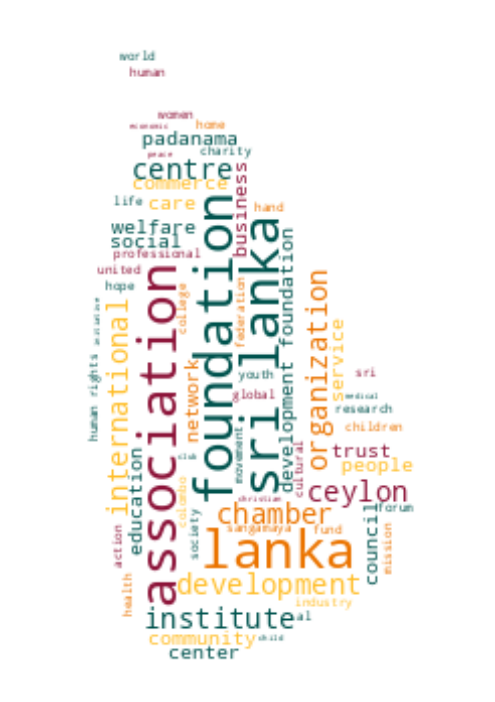 world
human
women
economic
home
padanama
peace
charity
centre
commerce
business
life
care
hand
welfare
social
foundation
sri lanka
professional
united
association
hope
college
federation
development foundation
organization
international
service
human rights
network
youth
sri
global
medical
research
children
movement
cultural
trust
people
education
club
colombo
christian
ceylon
chamber
forum
society
sangamaya
fund
council
action
mission
lanka
development
health
industry
institute
al
community
child
center